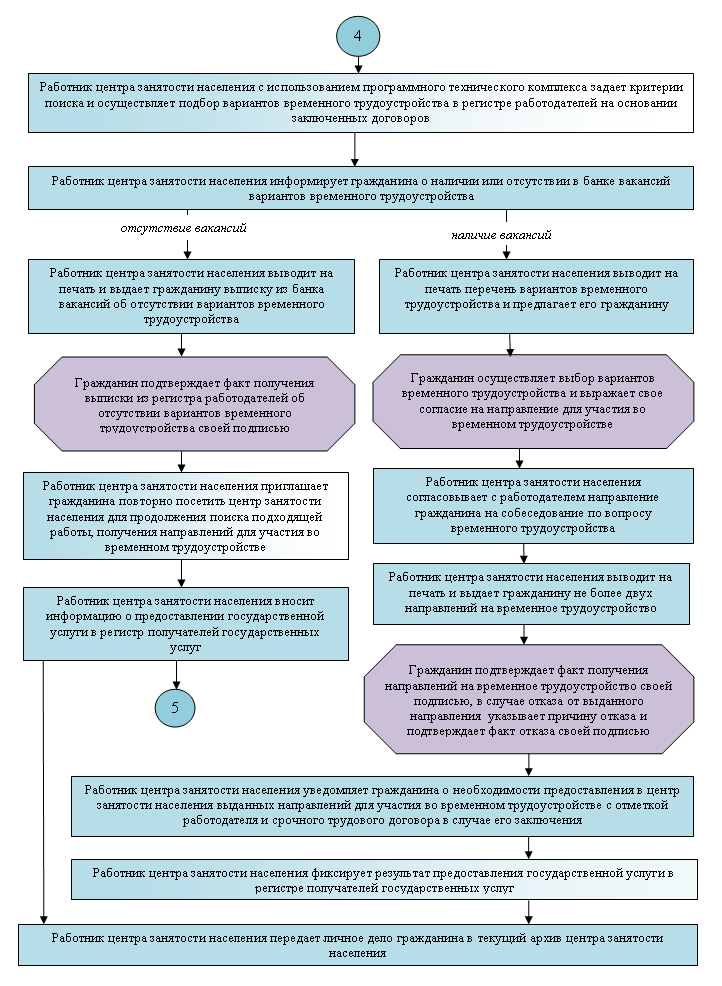 4
Работник центра занятости населения с использованием программного технического комплекса задает критерии
поиска и осуществляет подбор вариантов временного трудоустройства в регистре работодателей на основании
заключенных договоров
Работник центра занятости населения информирует гражданина о наличии или отсутствии в банке вакансий
вариантов временного трудоустройства
отсутствие вакансий
наличие вакансий
Работник центра занятости населения выводит на
печать и выдает гражданину выписку из банка
вакансий об отсутствии вариантов временного
трудоустройства
Работник центра занятости населения выводит на
печать перечень вариантов временного
трудоустройства и предлагает его гражданину
Гражданин подтверждает факт получения
выписки из регистра работодателей об
отсутствии вариантов временного
трудоустройства своей подписью
Гражданин осуществляет выбор вариантов
временного трудоустройства и выражает свое
согласие на направление для участия во
временном трудоустройстве
Работник центра занятости населения приглашает
гражданина повторно посетить центр занятости
населения для продолжения поиска подходящей
работы, получения направлений для участия во
временном трудоустройстве
Работник центра занятости населения
согласовывает с работодателем направление
гражданина на собеседование по вопросу
временного трудоустройства
Работник центра занятости населения вносит
информацию о предоставлении государственной
услуги в регистр получателей государственных
услуг
Работник центра занятости населения выводит на
печать и выдает гражданину не более двух
направлений на временное трудоустройство
5
Гражданин подтверждает факт получения
направлений на временное трудоустройство своей
подписью, в случае отказа от выданного
направления указывает причину отказа и
подтверждает факт отказа своей подписью
Работник центра занятости населения уведомляет гражданина о необходимости предоставления в центр
занятости населения выданных направлений для участия во временном трудоустройстве с отметкой
работодателя и срочного трудового договора в случае его заключения
Работник центра занятости населения фиксирует результат предоставления государственной услуги в
регистре получателей государственных услуг
Работник центра занятости населения передает личное дело гражданина в текущий архив центра занятости
населения